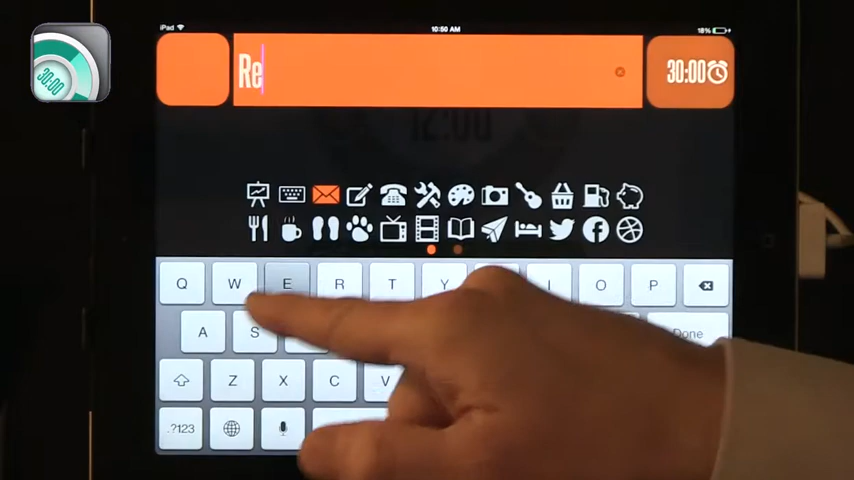 iPad 10:50 AM 18%
30:00
Re 30:00
12:00
Q W E R T Y I O P
A S Done
Z X C V
.?123